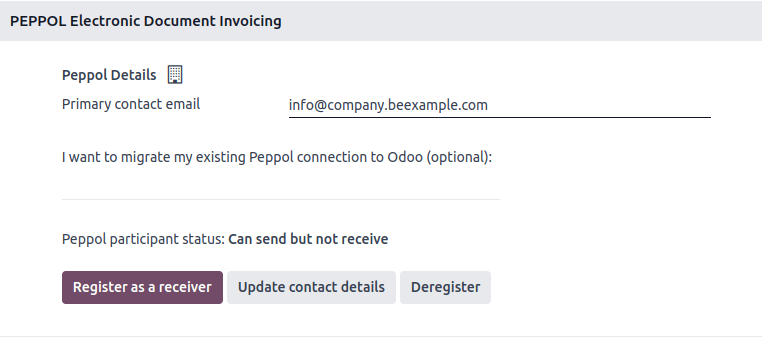 PEPPOL Electronic Document Invoicing
Peppol Details
Primary contact email info@company.beexample.com
I want to migrate my existing Peppol connection to Odoo (optional):
Peppol participant status: Can send but not receive
Register as a receiver Update contact details Deregister